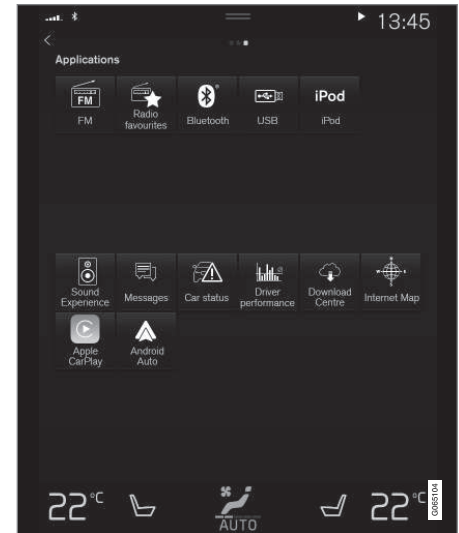 13:45
Applications
FM
iPod
FM
Radio favourites
Bluetooth
USB
iPod
Sound Experience
Messages
Car status
Driver performance
Download Centre
Internet Map
Apple CarPlay
Android Auto
22°C
AUTO
22°C
G065104